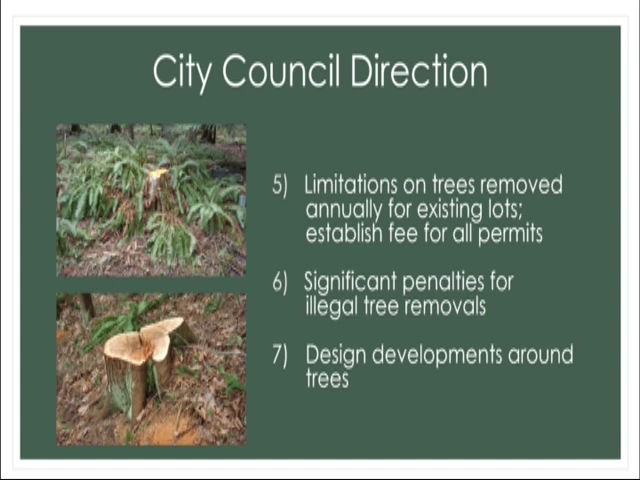 City Council Direction
5) Limitations on trees removed
annually for existing lots;
establish fee for all permits
6) Significant penalties for
illegal tree removals
7) Design developments around
trees